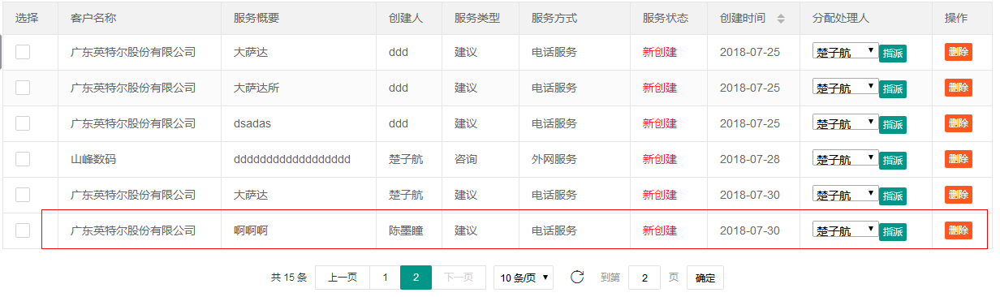 选择 客户名称 服务概要 创建人 服务类型 服务方式 服务状态 创建时间 分配处理人 操作
广东英特尔股份有限公司 大萨达 ddd 建议 电话服务 新创建 2018-07-25 楚子航 指派 删除
广东英特尔股份有限公司 大萨达所 ddd 建议 电话服务 新创建 2018-07-25 楚子航 指派 删除
广东英特尔股份有限公司 dsadas ddd 建议 电话服务 新创建 2018-07-25 楚子航 指派 删除
山峰数码 dddddddddddddddddd 楚子航 咨询 外网服务 新创建 2018-07-28 楚子航 指派 删除
广东英特尔股份有限公司 大萨达 楚子航 建议 电话服务 新创建 2018-07-30 楚子航 指派 删除
广东英特尔股份有限公司 啊啊啊 陈墨瞳 建议 电话服务 新创建 2018-07-30 楚子航 指派 删除
共 15 条 上一页 1 2 下一页 10 条/页 到第 2 页 确定